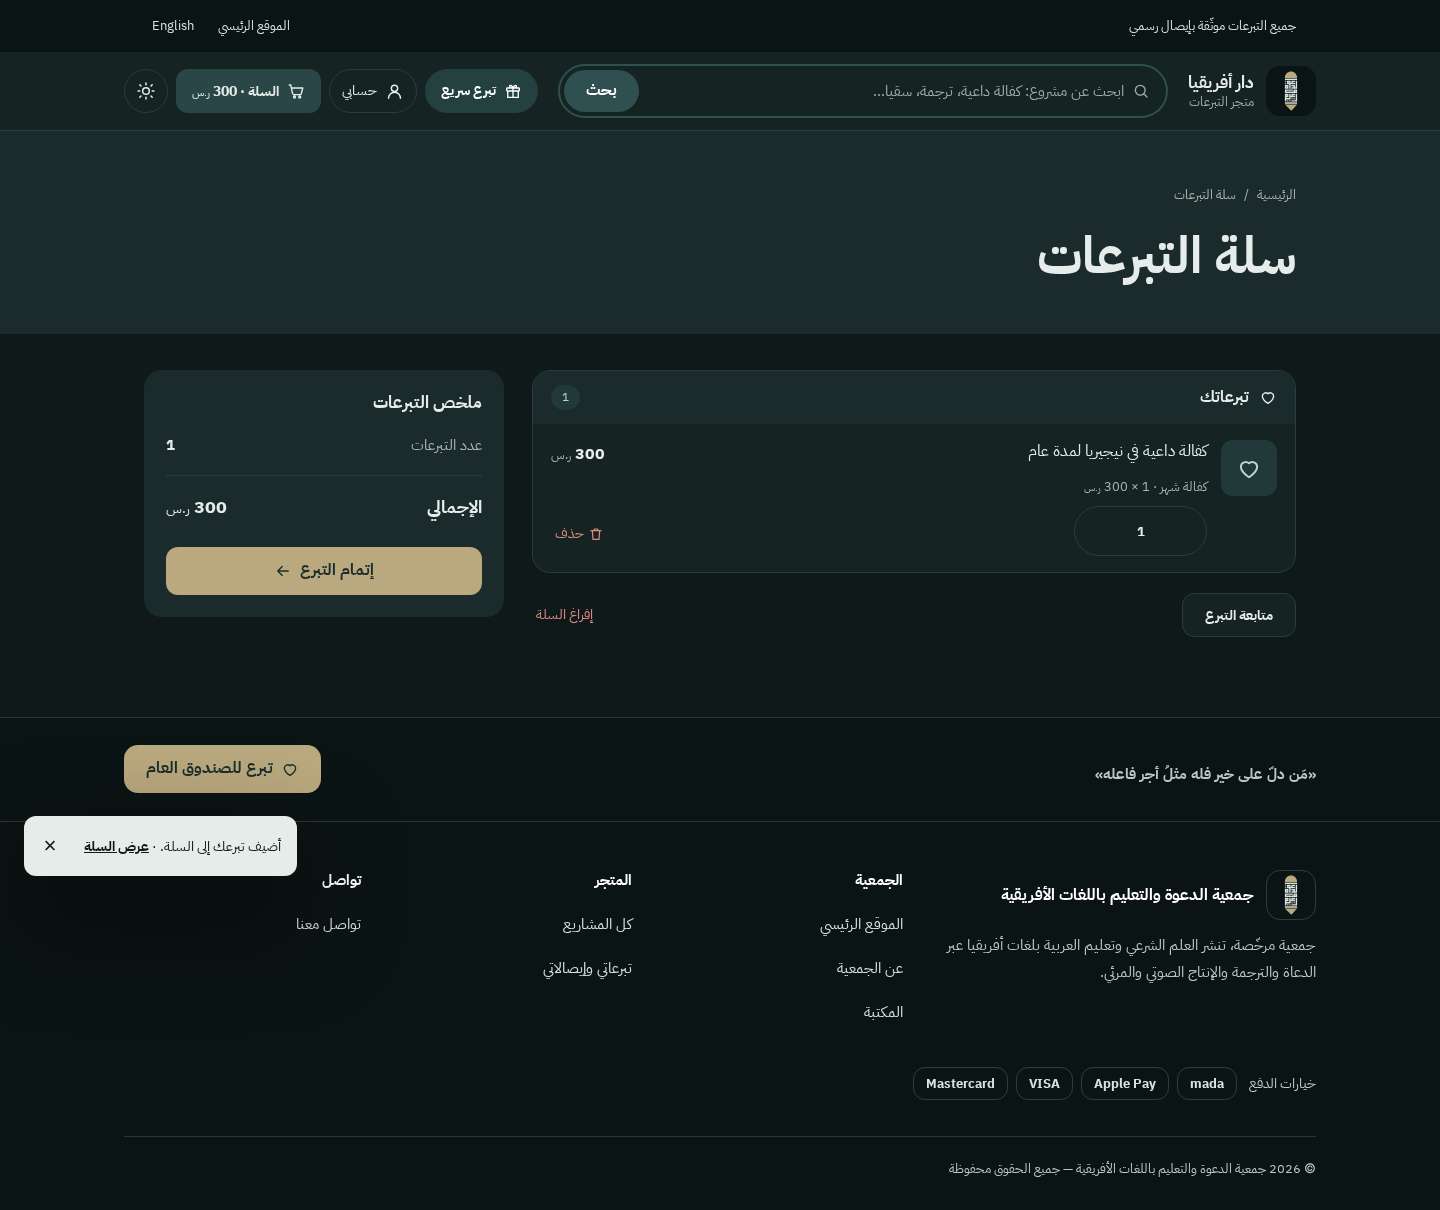 جميع التبرعات موثّقة بإيصال رسمي
الموقع الرئيسي
English
دار أفريقيا
متجر التبرعات
ابحث عن مشروع: كفالة داعية، ترجمة، سقيا...
بحث
تبرع سريع
حسابي
السلة · 300 ر.س
الرئيسية / سلة التبرعات
سلة التبرعات
تبرعاتك
1
كفالة داعية في نيجيريا لمدة عام
300 ر.س
كفالة شهر · 1 × 300 ر.س
1
حذف
متابعة التبرع
إفراغ السلة
ملخص التبرعات
عدد التبرعات 1
الإجمالي 300 ر.س
إتمام التبرع ←
«مَن دلّ على خير فله مثلُ أجر فاعله»
تبرع للصندوق العام
أضيف تبرعك إلى السلة. · عرض السلة ×
جمعية الدعوة والتعليم باللغات الأفريقية
جمعية مرخّصة، تنشر العلم الشرعي وتعليم العربية بلغات أفريقيا عبر
الدعاة والترجمة والإنتاج الصوتي والمرئي.
الجمعية
الموقع الرئيسي
عن الجمعية
المكتبة
المتجر
كل المشاريع
تبرعاتي وإيصالاتي
تواصل
تواصل معنا
خيارات الدفع
mada
Apple Pay
VISA
Mastercard
© 2026 جمعية الدعوة والتعليم باللغات الأفريقية — جميع الحقوق محفوظة